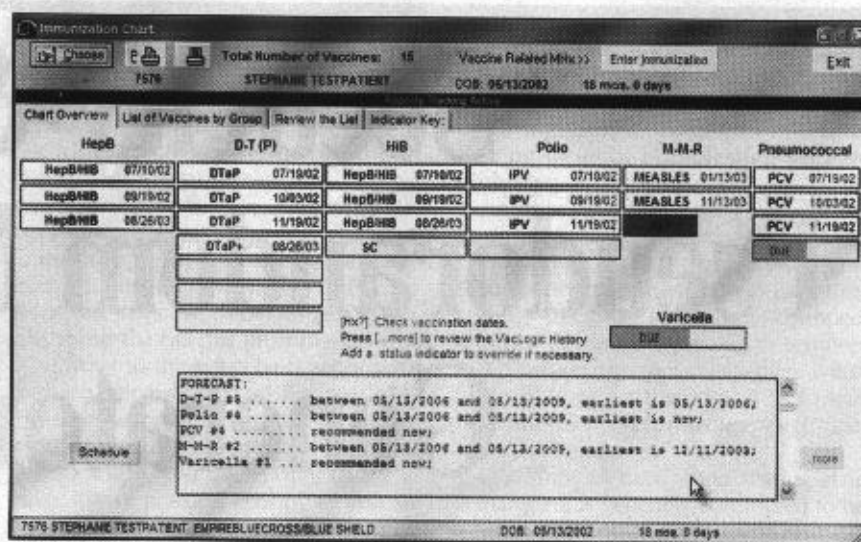 Immunization Chart
Choose Total Number of Vaccines: 15 Vaccine Related MHx >> Enter Immunization Exit
7576 STEPHANIE TESTPATIENT DOB: 05/13/2002 18 mos. 0 days
Chart Overview List of Vaccines by Group Review the List Indicator Key:
HepB D-T (P) HiB Polio M-M-R Pneumococcal
HepB/HIB 07/10/02 DTaP 07/19/02 HepB/HIB 07/10/02 IPV 07/10/02 MEASLES 01/13/03 PCV 07/19/02
HepB/HIB 09/19/02 DTaP 10/03/02 HepB/HIB 09/19/02 IPV 09/19/02 MEASLES 11/13/03 PCV 10/03/02
HepB/HIB 08/26/03 DTaP 11/19/02 HepB/HIB 08/26/03 IPV 11/19/02 PCV 11/19/02
DTaP+ 08/26/03 SC due
[Hx?] Check vaccination dates. Varicella
Press [...more] to review the VacLogic History due
Add a status indicator to override if necessary.
FORECAST:
D-T-P #5 ....... between 05/13/2006 and 05/13/2009, earliest is 05/13/2006;
Polio #4 ....... between 05/13/2006 and 05/13/2009, earliest is now;
PCV #4 ........ recommended now;
M-M-R #2 ....... between 05/13/2006 and 05/13/2009, earliest is 12/11/2003;
Varicella #1 ... recommended now;
Schedule more
7576 STEPHANIE TESTPATIENT EMPIREBLUECROSS/BLUE SHIELD DOB: 05/13/2002 18 mos. 0 days